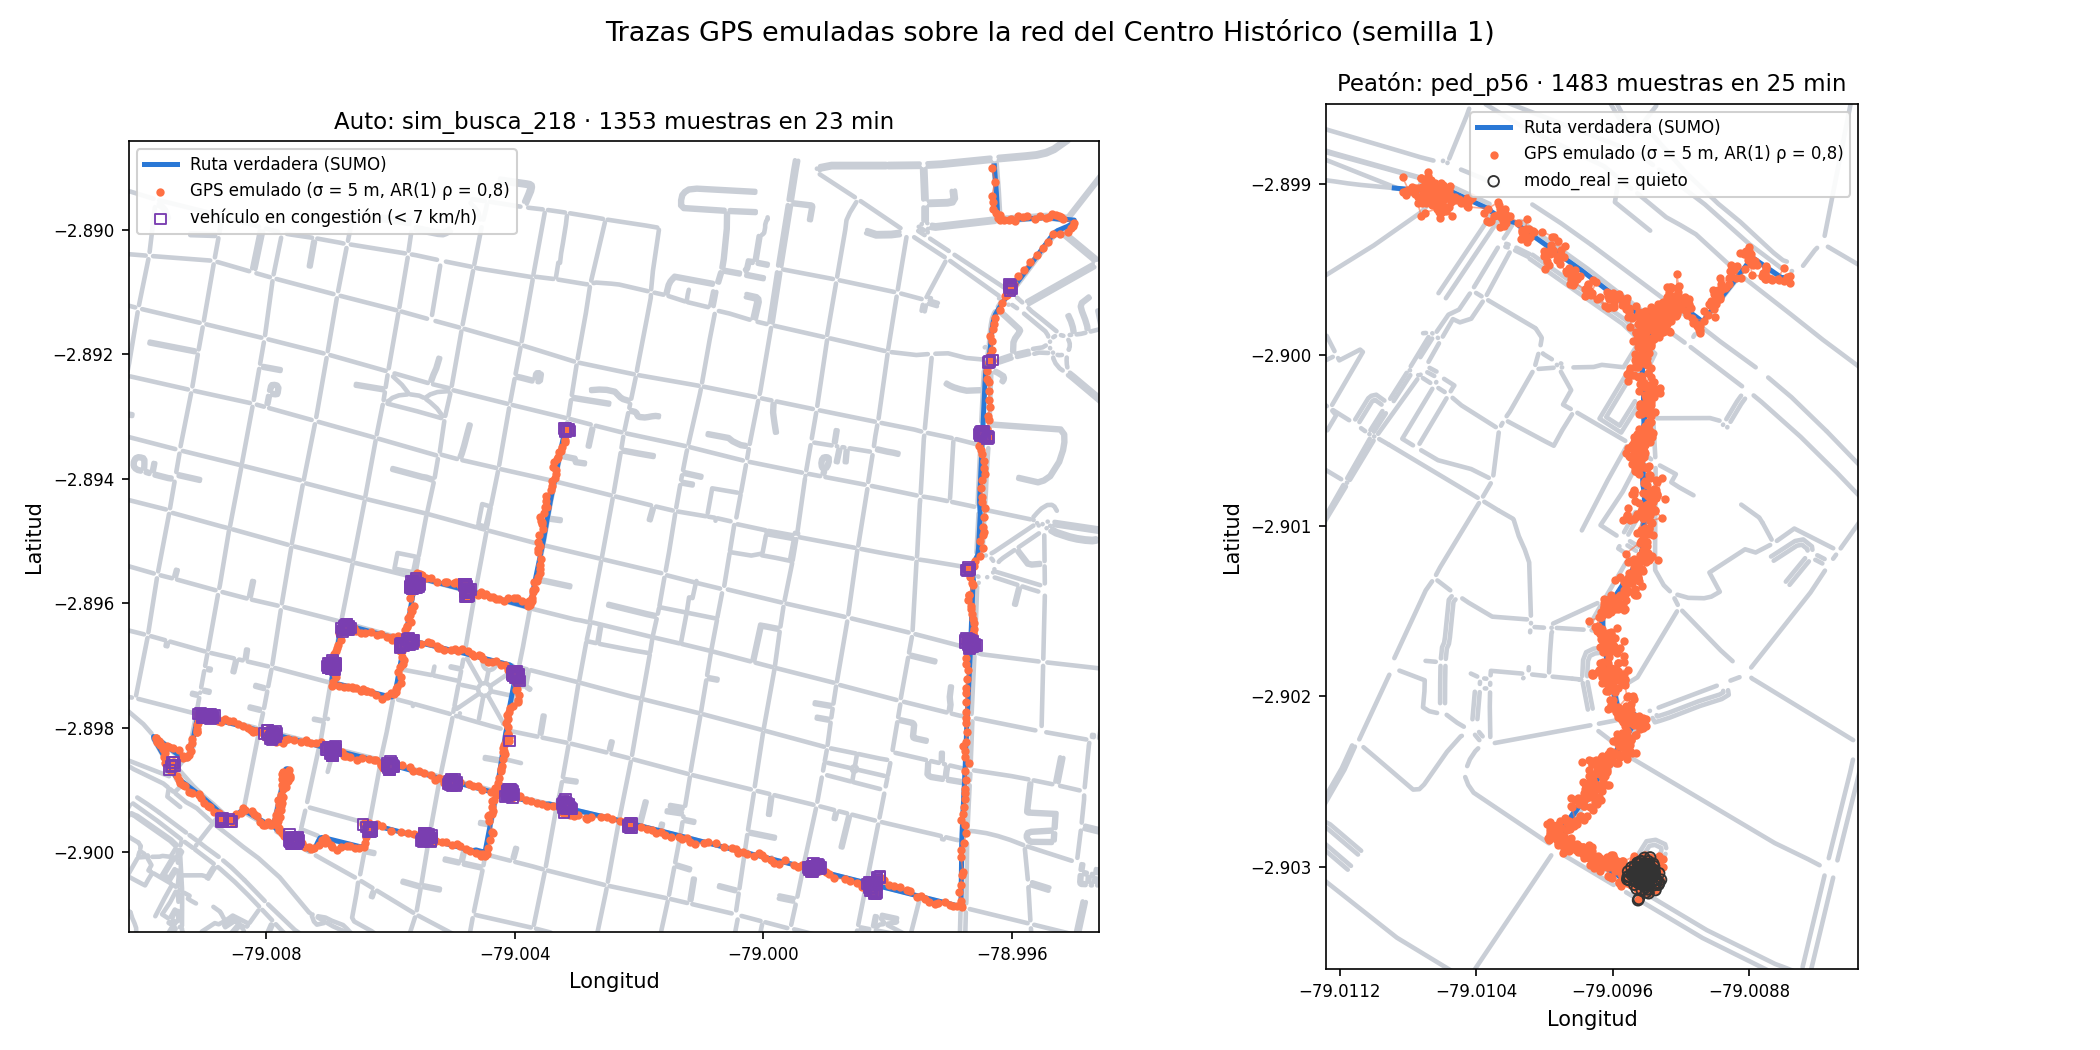 Trazas GPS emuladas sobre la red del Centro Histórico (semilla 1)
Auto: sim_busca_218 · 1353 muestras en 23 min
Ruta verdadera (SUMO)
GPS emulado (σ = 5 m, AR(1) ρ = 0,8)
vehículo en congestión (< 7 km/h)
−2.890
−2.892
−2.894
−2.896
−2.898
−2.900
Latitud
−79.008
−79.004
−79.000
−78.996
Longitud
Peatón: ped_p56 · 1483 muestras en 25 min
Ruta verdadera (SUMO)
GPS emulado (σ = 5 m, AR(1) ρ = 0,8)
modo_real = quieto
−2.899
−2.900
−2.901
−2.902
−2.903
Latitud
−79.0112
−79.0104
−79.0096
−79.0088
Longitud